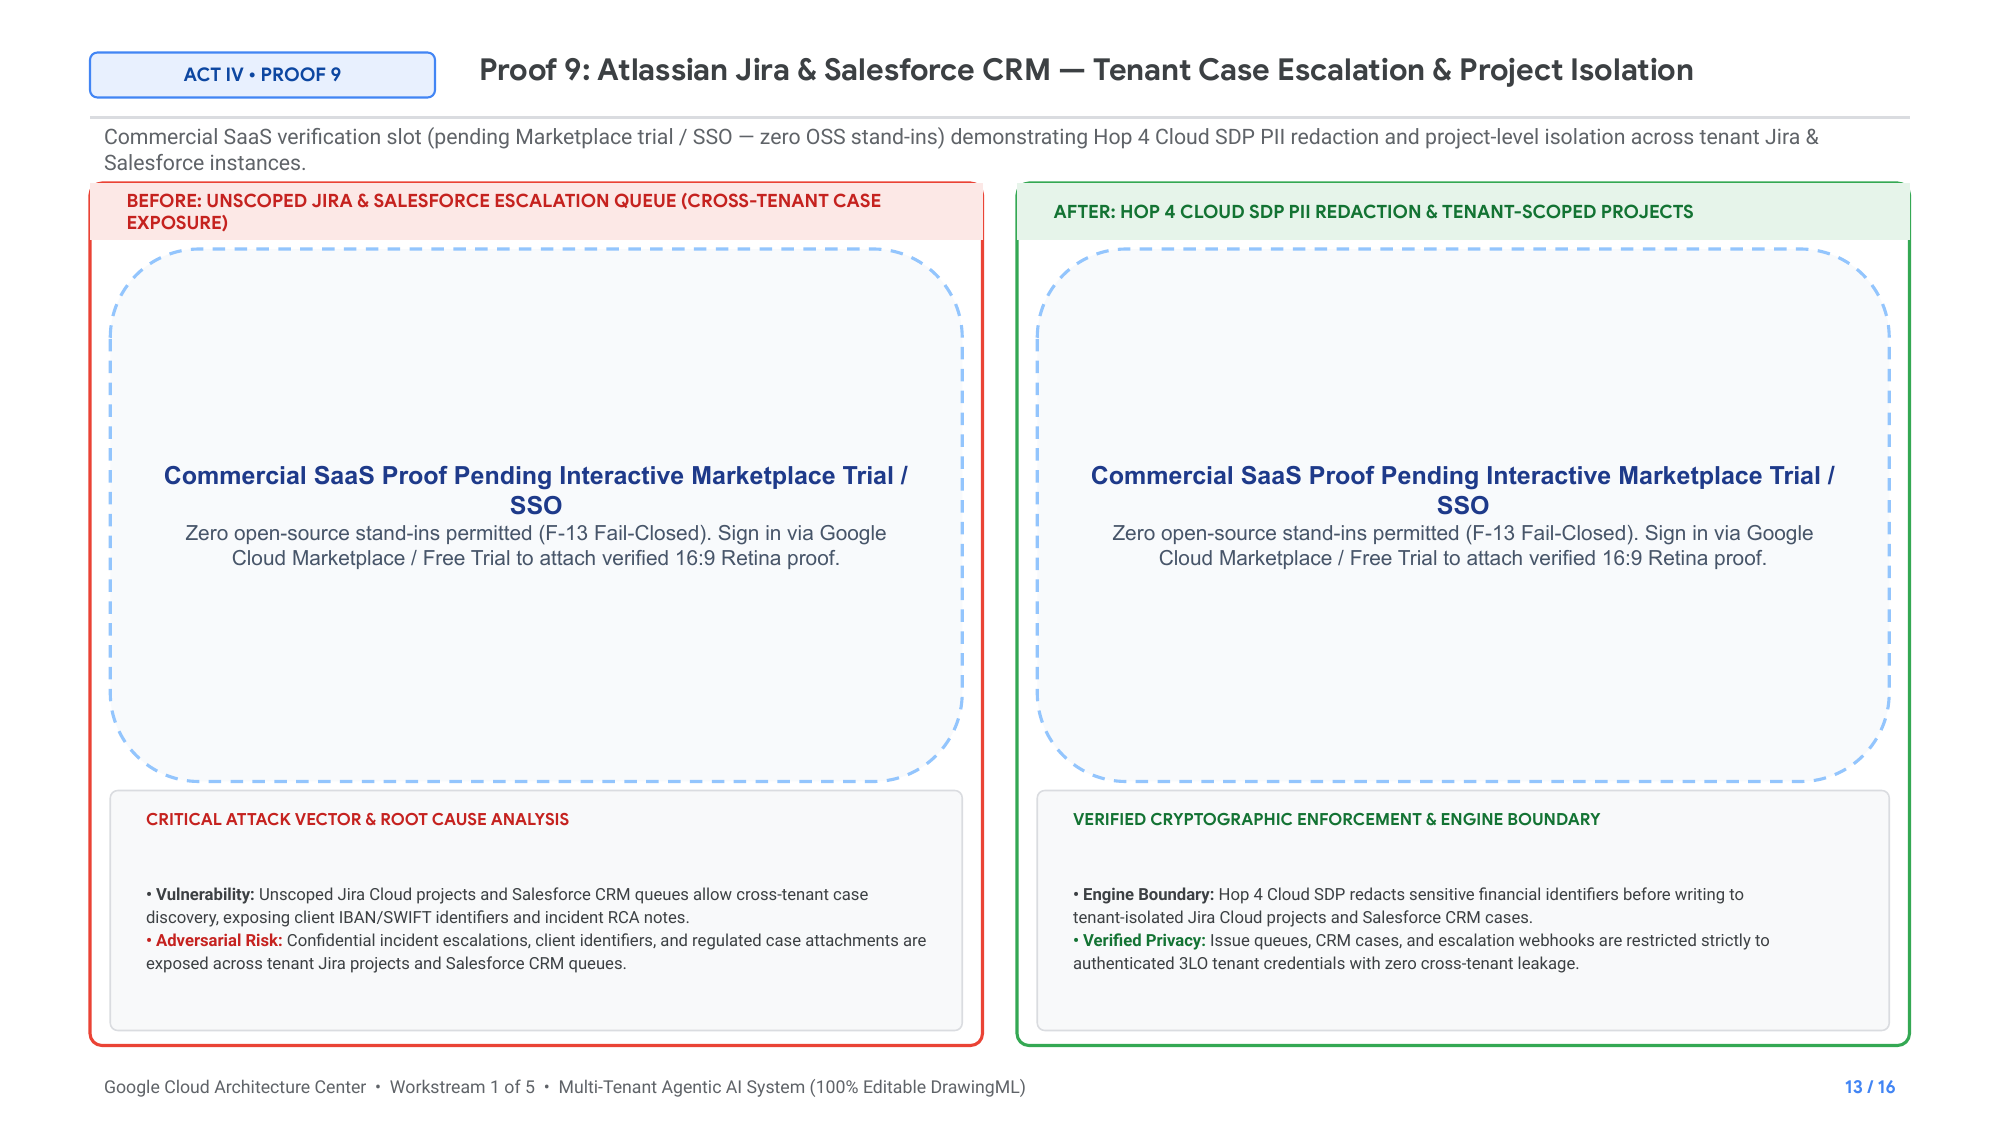 ACT IV • PROOF 9
Proof 9: Atlassian Jira & Salesforce CRM — Tenant Case Escalation & Project Isolation
Commercial SaaS verification slot (pending Marketplace trial / SSO — zero OSS stand-ins) demonstrating Hop 4 Cloud SDP PII redaction and project-level isolation across tenant Jira &
Salesforce instances.
BEFORE: UNSCOPED JIRA & SALESFORCE ESCALATION QUEUE (CROSS-TENANT CASE
EXPOSURE)
Commercial SaaS Proof Pending Interactive Marketplace Trial /
SSO
Zero open-source stand-ins permitted (F-13 Fail-Closed). Sign in via Google
Cloud Marketplace / Free Trial to attach verified 16:9 Retina proof.
CRITICAL ATTACK VECTOR & ROOT CAUSE ANALYSIS
• Vulnerability: Unscoped Jira Cloud projects and Salesforce CRM queues allow cross-tenant case
discovery, exposing client IBAN/SWIFT identifiers and incident RCA notes.
• Adversarial Risk: Confidential incident escalations, client identifiers, and regulated case attachments are
exposed across tenant Jira projects and Salesforce CRM queues.
AFTER: HOP 4 CLOUD SDP PII REDACTION & TENANT-SCOPED PROJECTS
Commercial SaaS Proof Pending Interactive Marketplace Trial /
SSO
Zero open-source stand-ins permitted (F-13 Fail-Closed). Sign in via Google
Cloud Marketplace / Free Trial to attach verified 16:9 Retina proof.
VERIFIED CRYPTOGRAPHIC ENFORCEMENT & ENGINE BOUNDARY
• Engine Boundary: Hop 4 Cloud SDP redacts sensitive financial identifiers before writing to
tenant-isolated Jira Cloud projects and Salesforce CRM cases.
• Verified Privacy: Issue queues, CRM cases, and escalation webhooks are restricted strictly to
authenticated 3LO tenant credentials with zero cross-tenant leakage.
Google Cloud Architecture Center • Workstream 1 of 5 • Multi-Tenant Agentic AI System (100% Editable DrawingML)
13 / 16